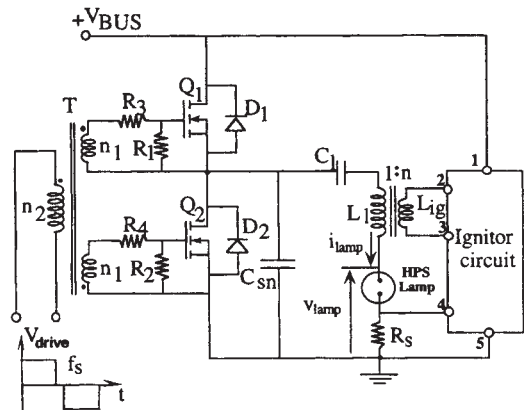 +VBUS
T
Q1
R3
D1
n1
R1
C1
1:n
1
2
n2
Q2
L1
Lig
R4
D2
3
Ignitor
circuit
n1
R2
Csn
ilamp
HPS
Lamp
vlamp
4
Rs
5
Vdrive
fs
t